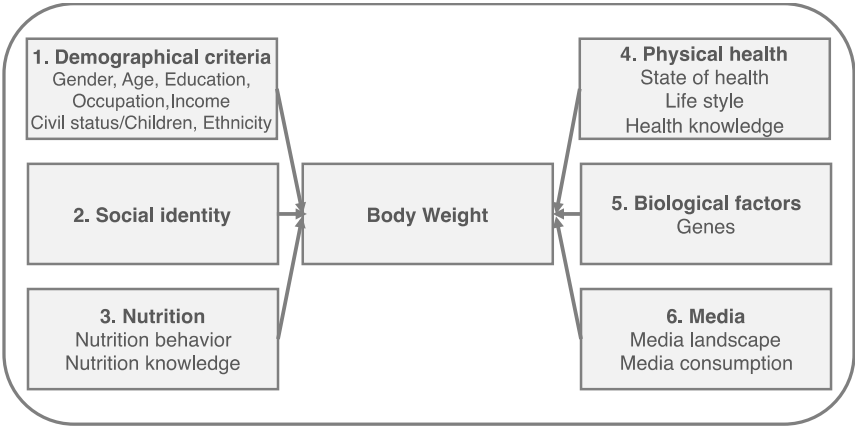 1. Demographical criteria
Gender, Age, Education,
Occupation,Income
Civil status/Children, Ethnicity
2. Social identity
3. Nutrition
Nutrition behavior
Nutrition knowledge
Body Weight
4. Physical health
State of health
Life style
Health knowledge
5. Biological factors
Genes
6. Media
Media landscape
Media consumption